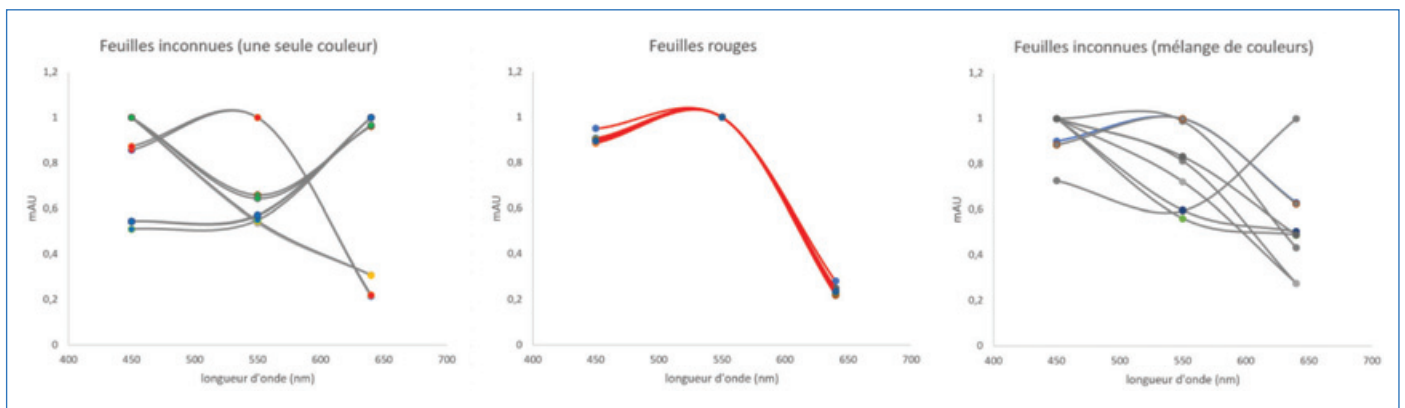 Feuilles inconnues (une seule couleur)
1,2
1
0,8
0,6
0,4
0,2
0
mAU
400 450 500 550 600 650 700
longueur d'onde (nm)
Feuilles rouges
1,2
1
0,8
0,6
0,4
0,2
0
mAU
400 450 500 550 600 650 700
longueur d'onde (nm)
Feuilles inconnues (mélange de couleurs)
1,2
1
0,8
0,6
0,4
0,2
0
mAU
400 450 500 550 600 650 700
longueur d'onde (nm)